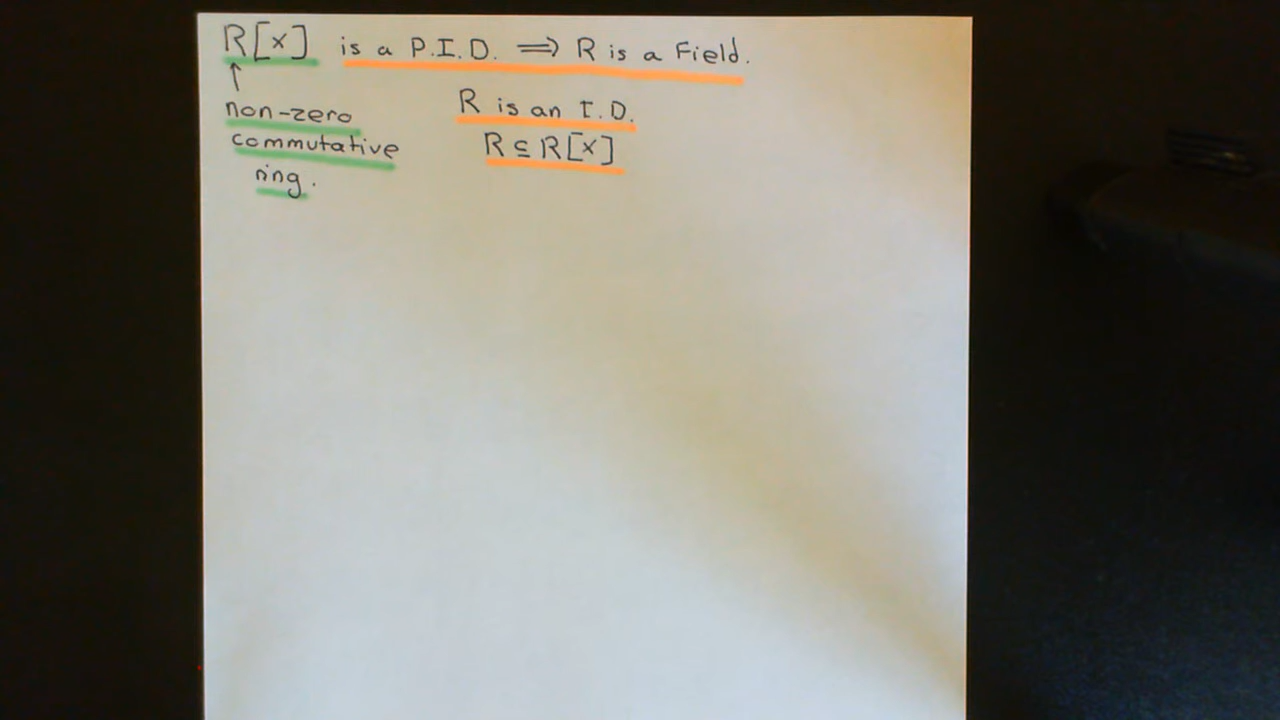 R[x] is a P.I.D. ⟹ R is a Field.
↑
non-zero
commutative
ring.
R is an I.D.
R ⊆ R[x]